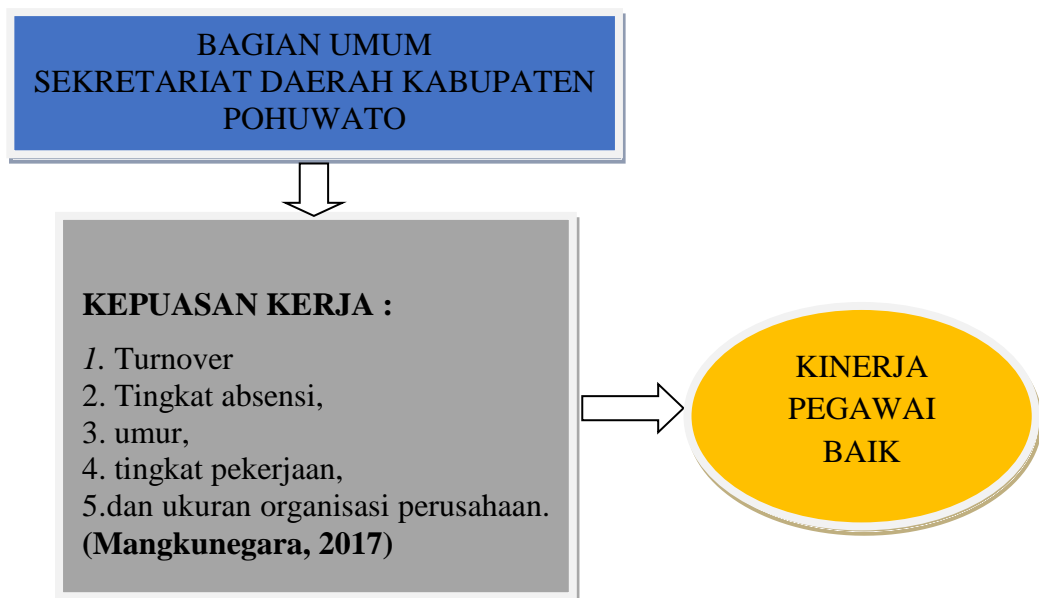 BAGIAN UMUM
SEKRETARIAT DAERAH KABUPATEN
POHUWATO
KEPUASAN KERJA :
1. Turnover
2. Tingkat absensi,
3. umur,
4. tingkat pekerjaan,
5.dan ukuran organisasi perusahaan.
(Mangkunegara, 2017)
KINERJA
PEGAWAI
BAIK